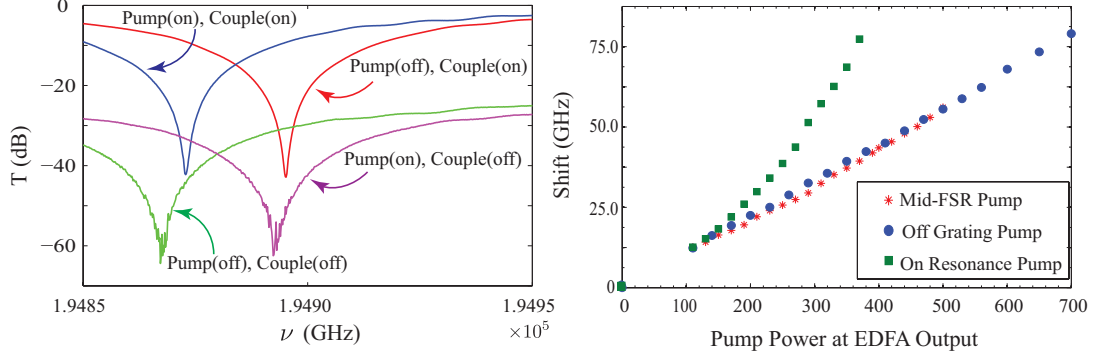 0
−20
−40
−60
T (dB)
Pump(on), Couple(on)
Pump(off), Couple(on)
Pump(on), Couple(off)
Pump(off), Couple(off)
1.9485
1.9490
1.9495
ν (GHz)
×10⁵
75.0
50.0
25.0
0
Shift (GHz)
Mid-FSR Pump
Off Grating Pump
On Resonance Pump
0 100 200 300 400 500 600 700
Pump Power at EDFA Output